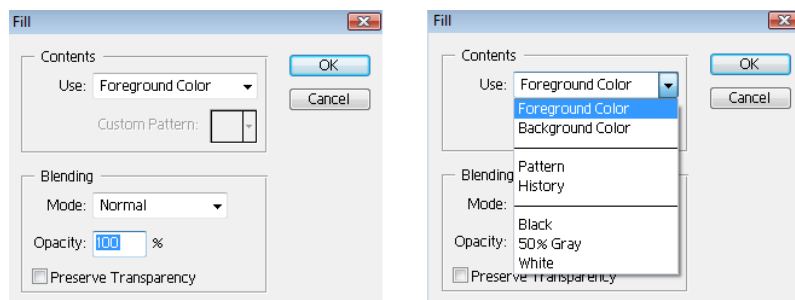 Fill
Contents
OK
Use: Foreground Color
Cancel
Custom Pattern:
Blending
Mode: Normal
Opacity: 100 %
Preserve Transparency
Fill
Contents
OK
Use: Foreground Color
Cancel
Foreground Color
Background Color
Pattern
Blending
History
Mode:
Black
Opacity:
50% Gray
White
Preserve Transparency